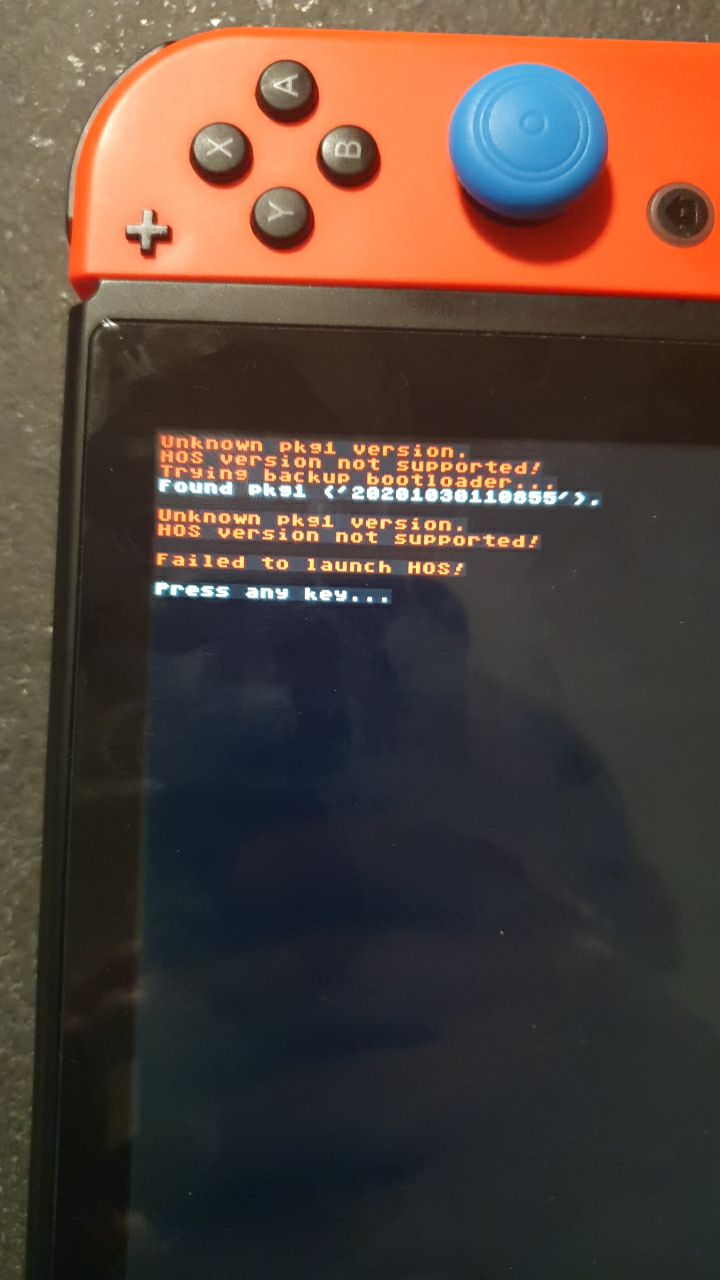 A
X
B
Y
Unknown pkg1 version.
HOS version not supported!
Trying backup bootloader...
Found pkg1 ('20201030110855').
Unknown pkg1 version.
HOS version not supported!
Failed to launch HOS!
Press any key...